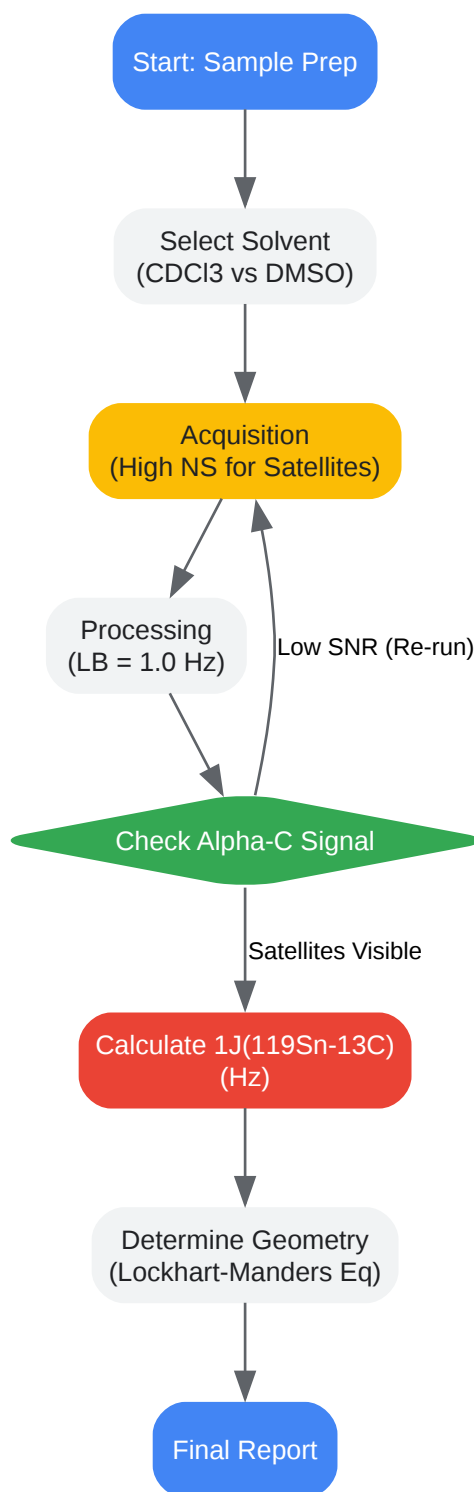 Start: Sample Prep
Select Solvent
(CDCl3 vs DMSO)
Acquisition
(High NS for Satellites)
Processing
(LB = 1.0 Hz)
Low SNR (Re-run)
Check Alpha-C Signal
Satellites Visible
Calculate 1J(119Sn-13C)
(Hz)
Determine Geometry
(Lockhart-Manders Eq)
Final Report